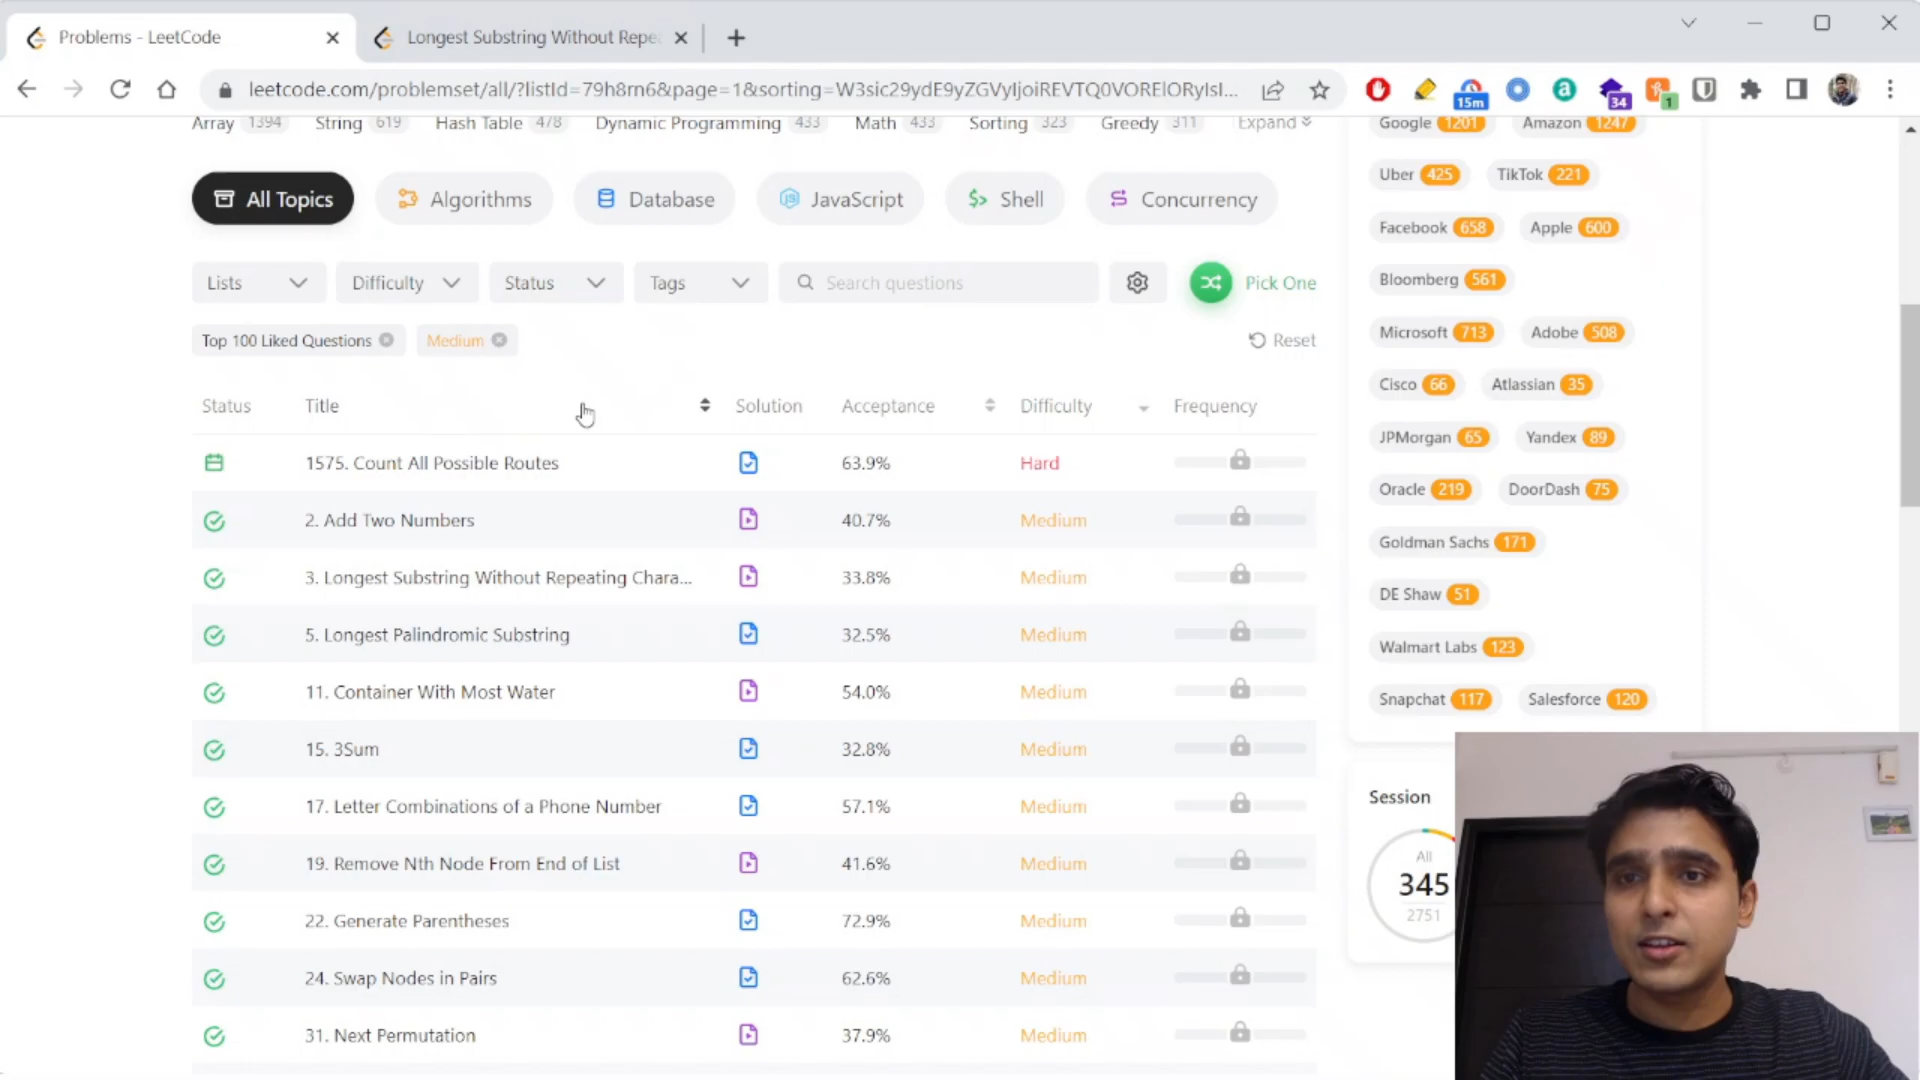 Problems - LeetCode
Longest Substring Without Repe
leetcode.com/problemset/all/?listId=79h8rn6&page=1&sorting=W3sic29ydE9yZGVyIjoiREVTQ0VORElORyIsI...
15m
34
1
Array 1394 String 619 Hash Table 478 Dynamic Programming 433 Math 433 Sorting 323 Greedy 311 Expand
All Topics Algorithms Database JavaScript Shell Concurrency
Lists Difficulty Status Tags Search questions Pick One
Top 100 Liked Questions Medium Reset
Status Title Solution Acceptance Difficulty Frequency
1575. Count All Possible Routes 63.9% Hard
2. Add Two Numbers 40.7% Medium
3. Longest Substring Without Repeating Chara... 33.8% Medium
5. Longest Palindromic Substring 32.5% Medium
11. Container With Most Water 54.0% Medium
15. 3Sum 32.8% Medium
17. Letter Combinations of a Phone Number 57.1% Medium
19. Remove Nth Node From End of List 41.6% Medium
22. Generate Parentheses 72.9% Medium
24. Swap Nodes in Pairs 62.6% Medium
31. Next Permutation 37.9% Medium
Google 1201 Amazon 1247
Uber 425 TikTok 221
Facebook 658 Apple 600
Bloomberg 561
Microsoft 713 Adobe 508
Cisco 66 Atlassian 35
JPMorgan 65 Yandex 89
Oracle 219 DoorDash 75
Goldman Sachs 171
DE Shaw 51
Walmart Labs 123
Snapchat 117 Salesforce 120
Session
All
345
2751